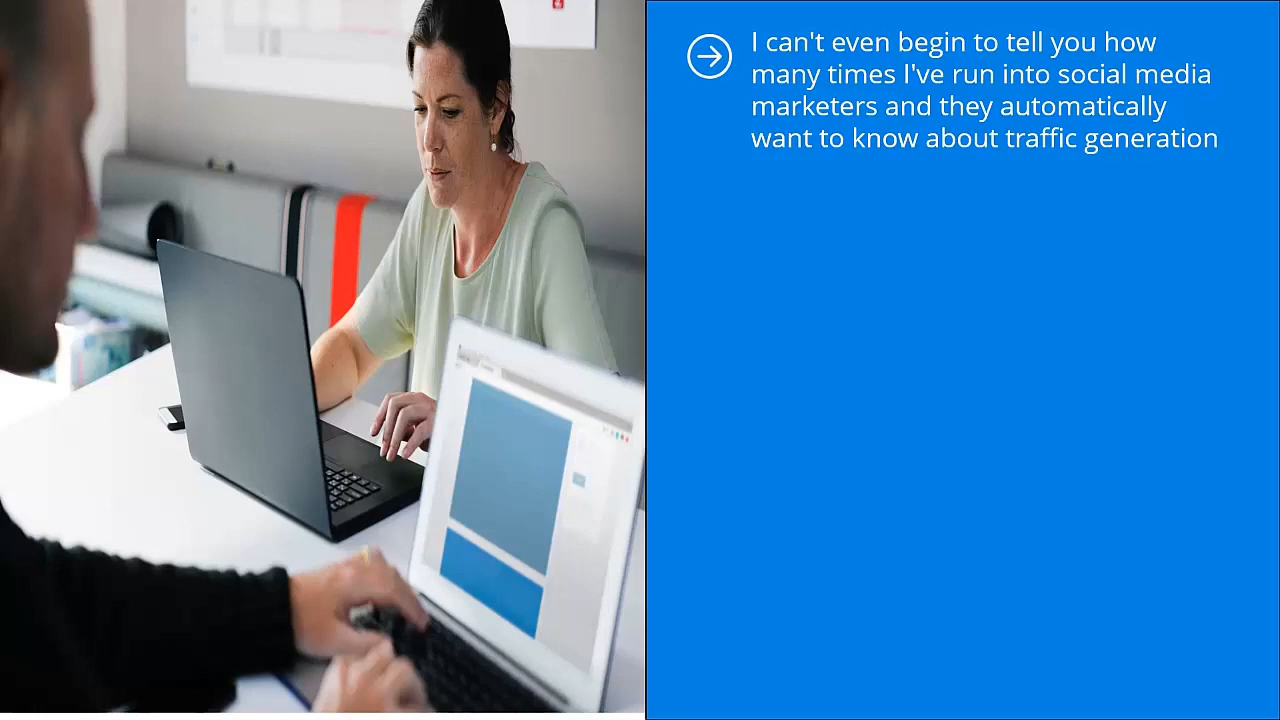 I can't even begin to tell you how
many times I've run into social media
marketers and they automatically
want to know about traffic generation